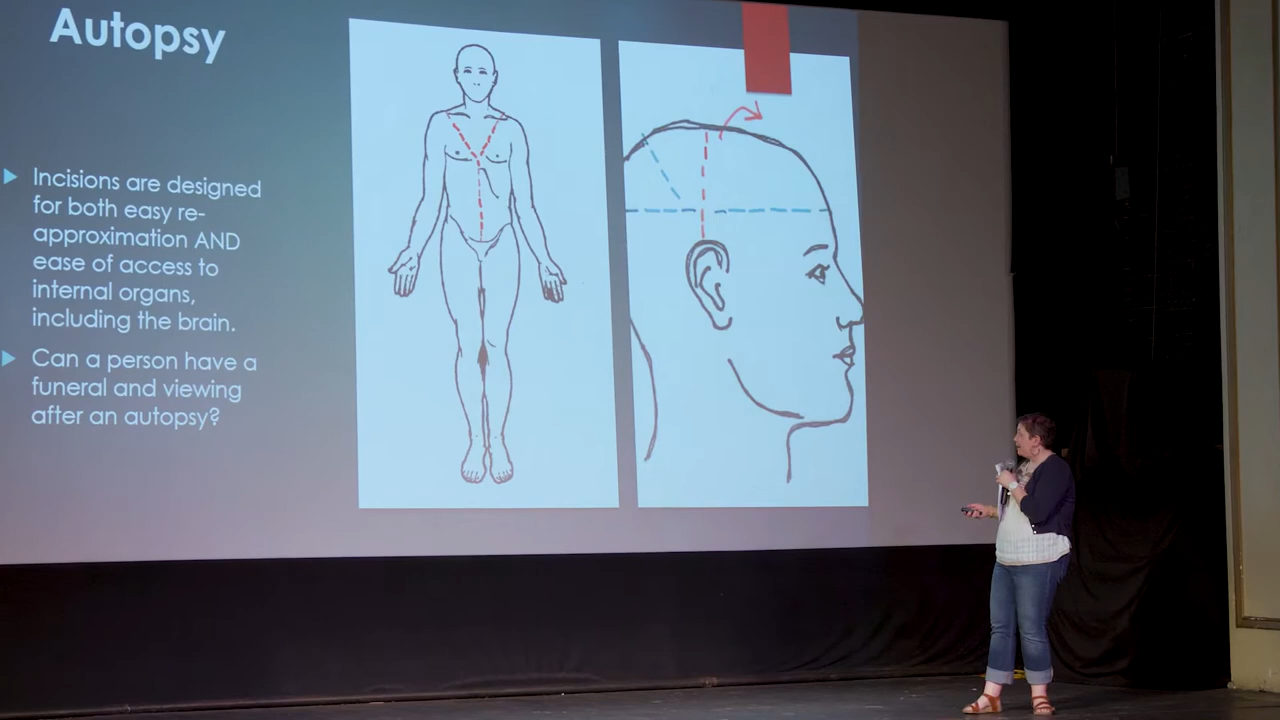 Autopsy
Incisions are designed
for both easy re-
approximation AND
ease of access to
internal organs,
including the brain.
Can a person have a
funeral and viewing
after an autopsy?